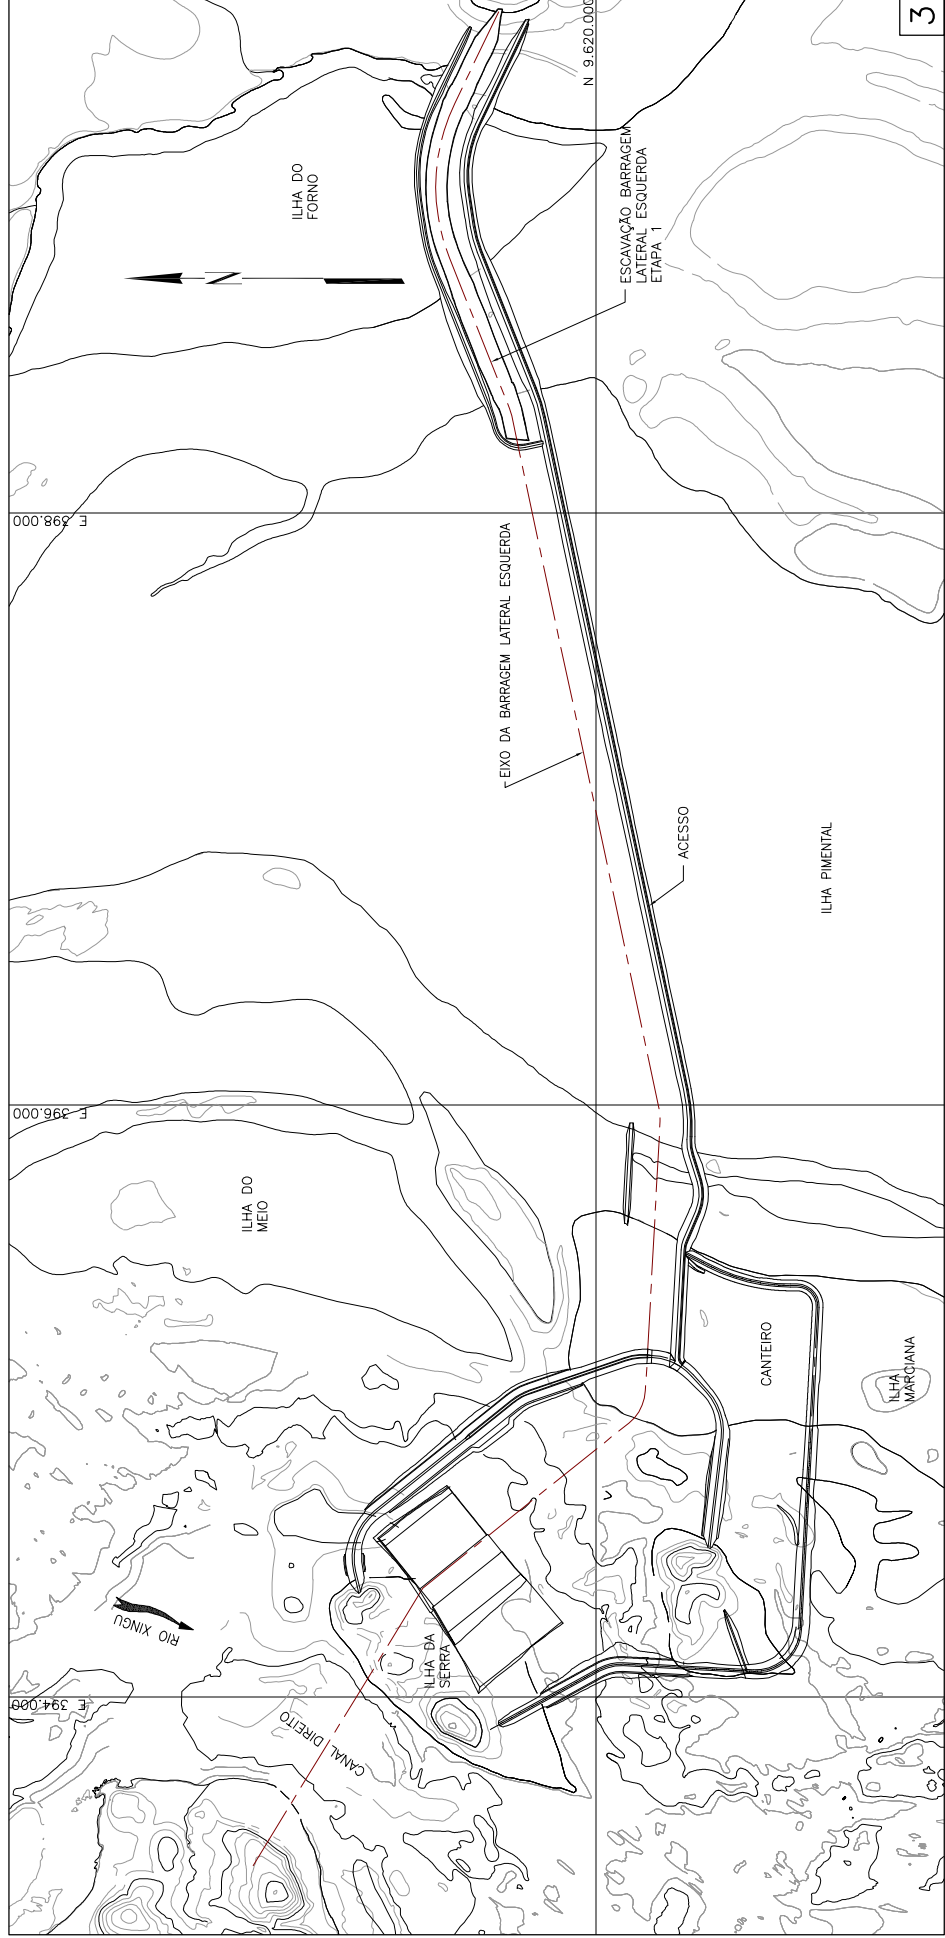 3
N 9.620.000
ILHA DO
FORNO
N
ESCAVAÇÃO BARRAGEM
LATERAL ESQUERDA
ETAPA 1
E 398.000
EIXO DA BARRAGEM LATERAL ESQUERDA
ACESSO
ILHA PIMENTAL
E 396.000
ILHA DO
MEIO
CANTEIRO
ILHA
MARCIANA
RIO XINGU
ILHA DA
SERRA
E 394.000
CANAL DIREITO